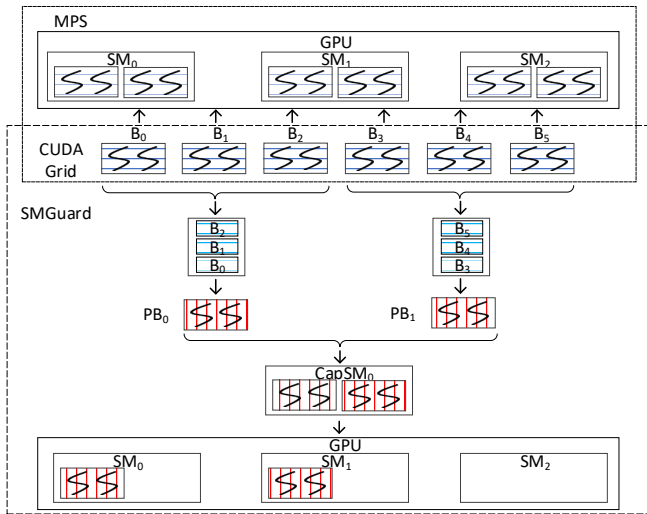 MPS
GPU
SM₀ SM₁ SM₂
B₀ B₁ B₂ B₃ B₄ B₅
CUDA
Grid
SMGuard
B₂ B₅
B₁ B₄
B₀ B₃
PB₀ PB₁
CapSM₀
GPU
SM₀ SM₁ SM₂